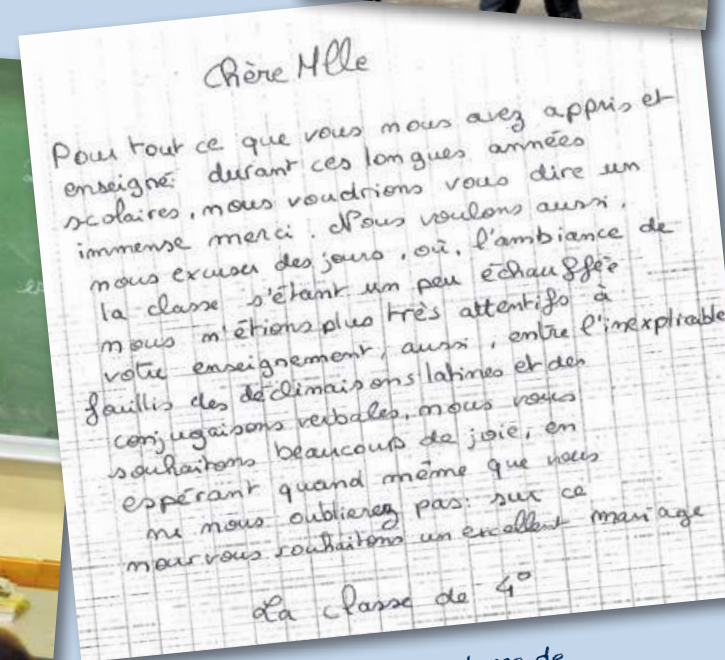 Chère Mlle
Pour tout ce que vous nous avez appris et
enseigné durant ces longues années
scolaires, nous voudrions vous dire un
immense merci. Nous voulons aussi,
nous excuser des jours, où, l'ambiance de
la classe s'étant un peu échauffée
nous n'étions plus très attentifs à
votre enseignement, aussi, entre l'inexplicable
fouillis des déclinaisons latines et des
conjugaisons verbales, nous vous
souhaitons beaucoup de joie, en
espérant quand même que vous
ne nous oublierez pas. sur ce
nous vous souhaitons un excellent mariage
La classe de 4°
de